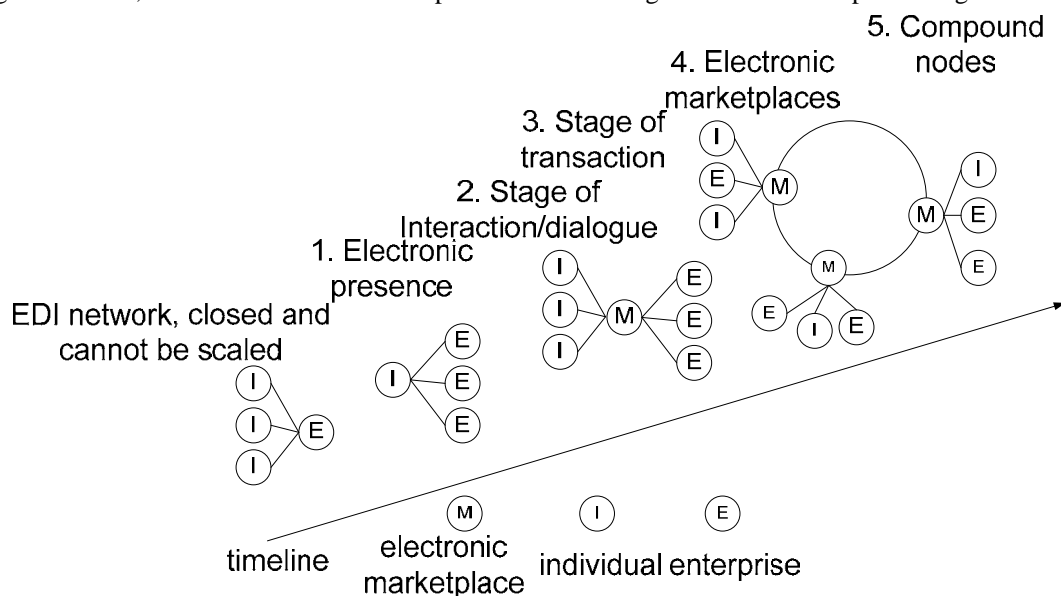 5. Compound
nodes
4. Electronic
marketplaces
3. Stage of
transaction
2. Stage of
Interaction/dialogue
1. Electronic
presence
EDI network, closed and
cannot be scaled
I
E
I
M
M
I
E
E
M
E
I
E
I
I
I
M
E
E
E
I
E
E
E
I
I
I
E
M
I
E
timeline
electronic
marketplace
individual enterprise